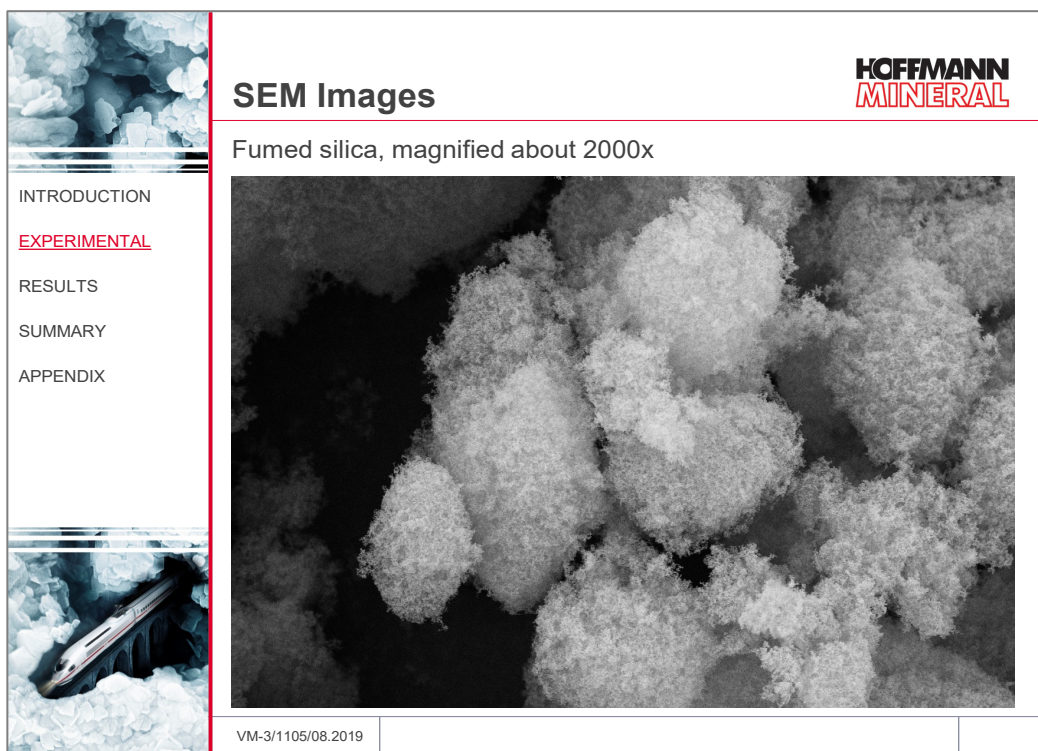 SEM Images
HOFFMANN
MINERAL
Fumed silica, magnified about 2000x
INTRODUCTION
EXPERIMENTAL
RESULTS
SUMMARY
APPENDIX
VM-3/1105/08.2019